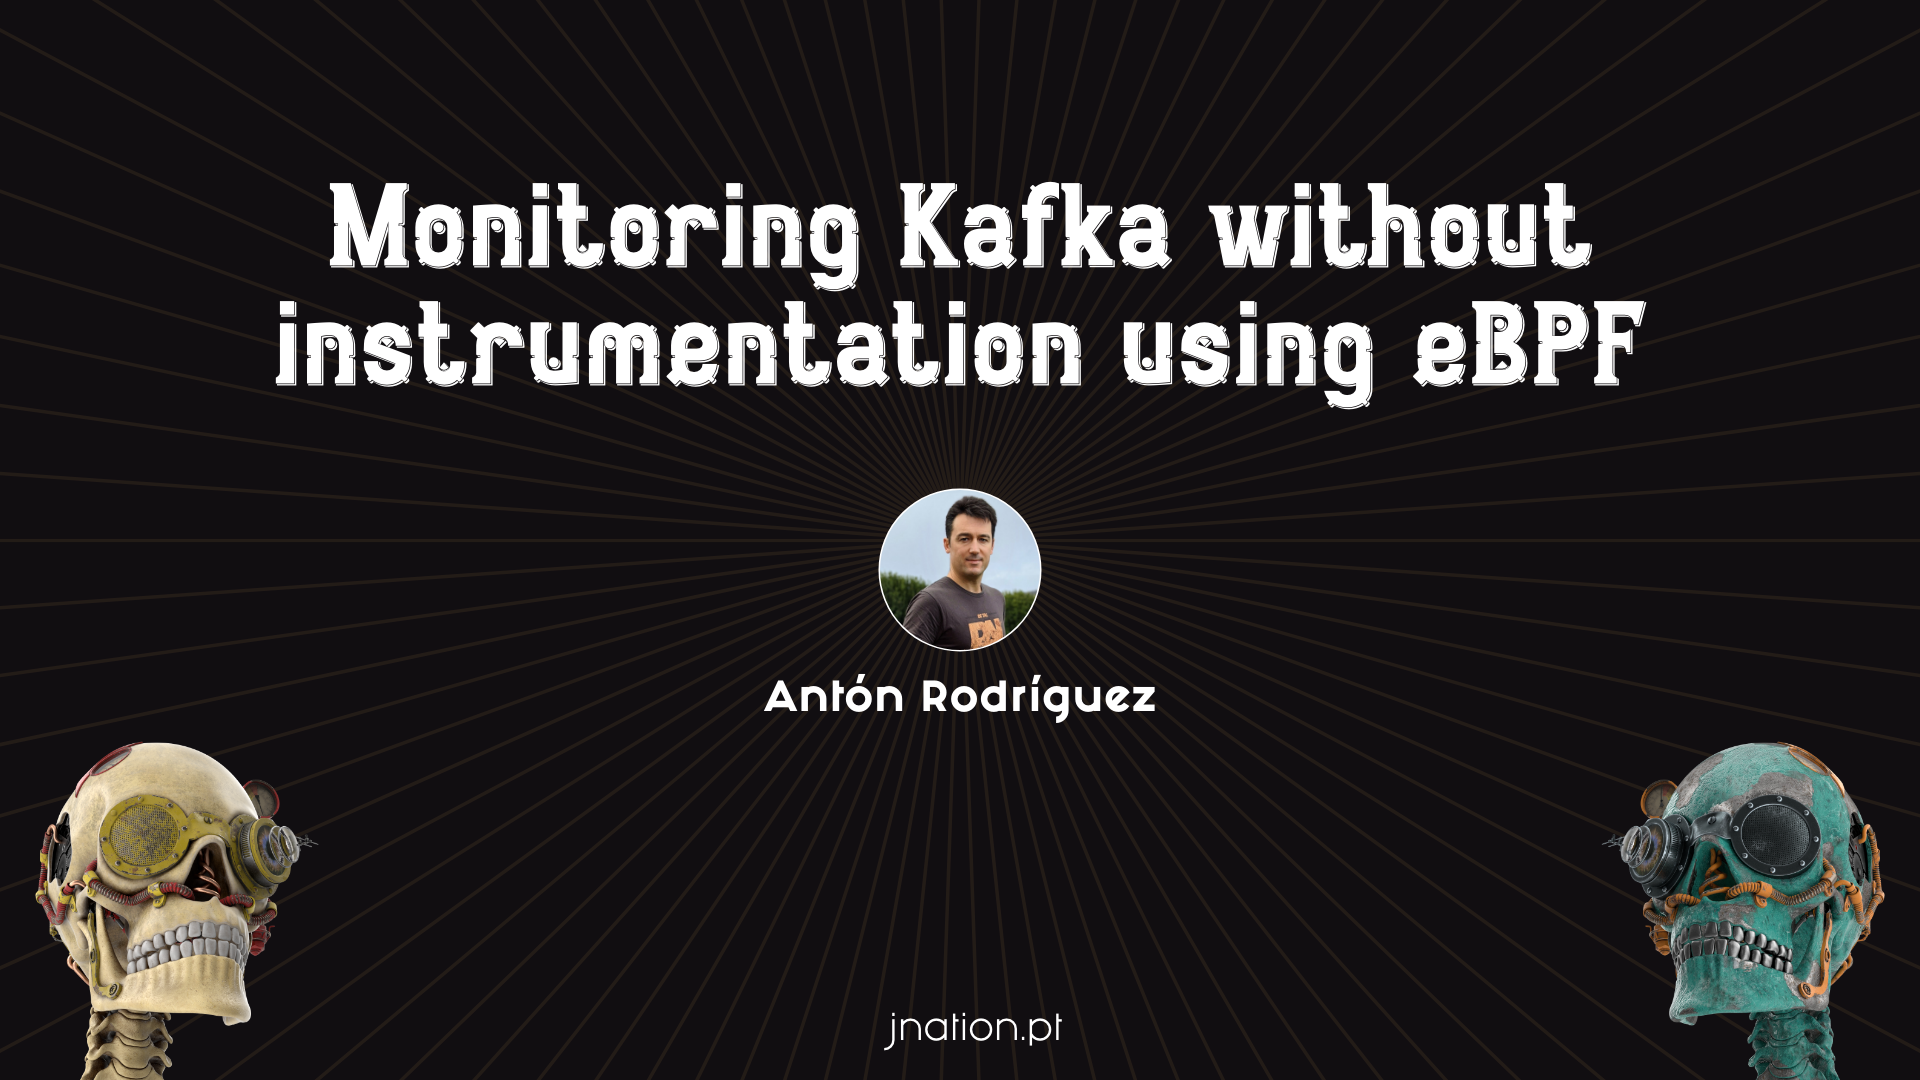 Monitoring Kafka without
instrumentation using eBPF
Antón Rodríguez
jnation.pt